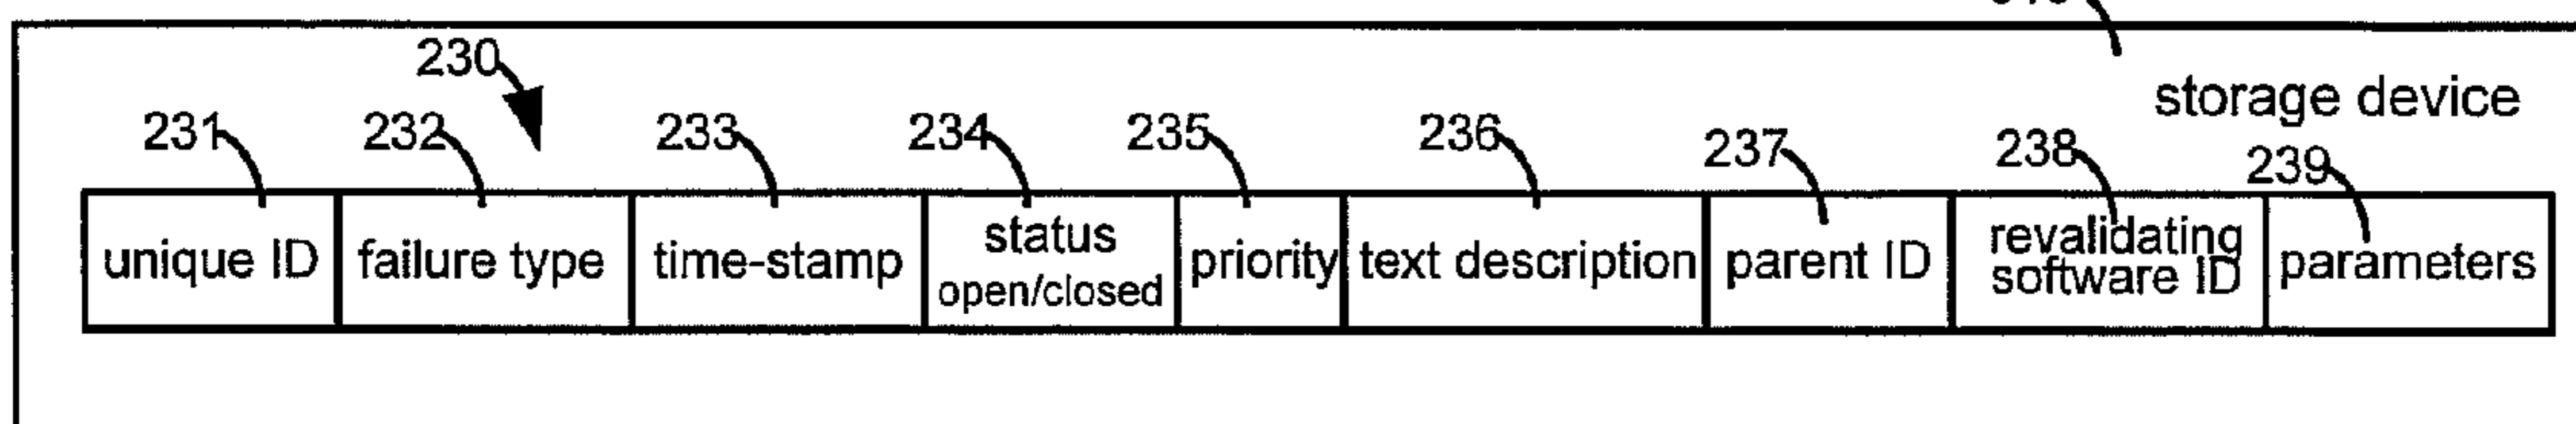 230
storage device
231 232 233 234 235 236 237 238 239
unique ID
failure type
time-stamp
status
open/closed
priority
text description
parent ID
revalidating
software ID
parameters